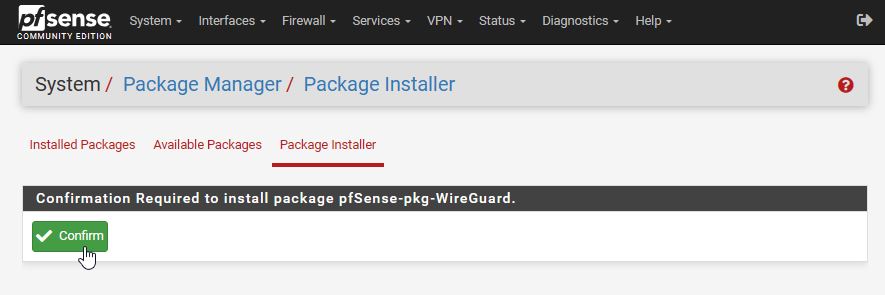 pfsense System Interfaces Firewall Services VPN Status Diagnostics Help
COMMUNITY EDITION
System / Package Manager / Package Installer
Installed Packages Available Packages Package Installer
Confirmation Required to install package pfSense-pkg-WireGuard.
Confirm